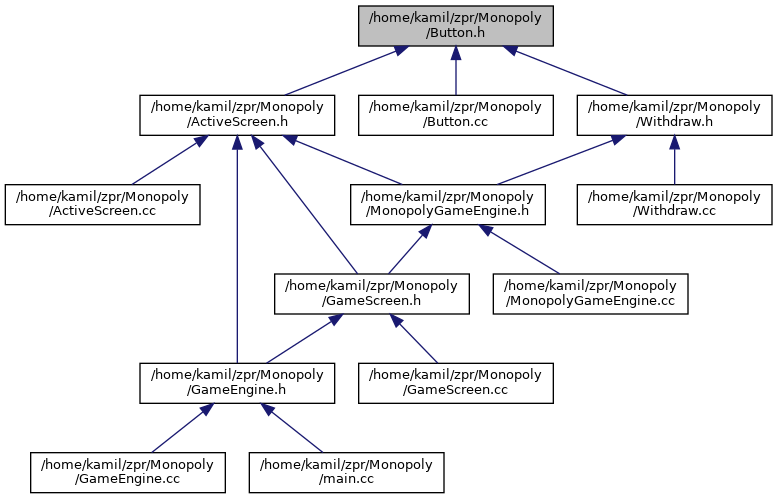 /home/kamil/zpr/Monopoly
/Button.h
/home/kamil/zpr/Monopoly
/ActiveScreen.h
/home/kamil/zpr/Monopoly
/Button.cc
/home/kamil/zpr/Monopoly
/Withdraw.h
/home/kamil/zpr/Monopoly
/ActiveScreen.cc
/home/kamil/zpr/Monopoly
/MonopolyGameEngine.h
/home/kamil/zpr/Monopoly
/Withdraw.cc
/home/kamil/zpr/Monopoly
/GameScreen.h
/home/kamil/zpr/Monopoly
/MonopolyGameEngine.cc
/home/kamil/zpr/Monopoly
/GameEngine.h
/home/kamil/zpr/Monopoly
/GameScreen.cc
/home/kamil/zpr/Monopoly
/GameEngine.cc
/home/kamil/zpr/Monopoly
/main.cc